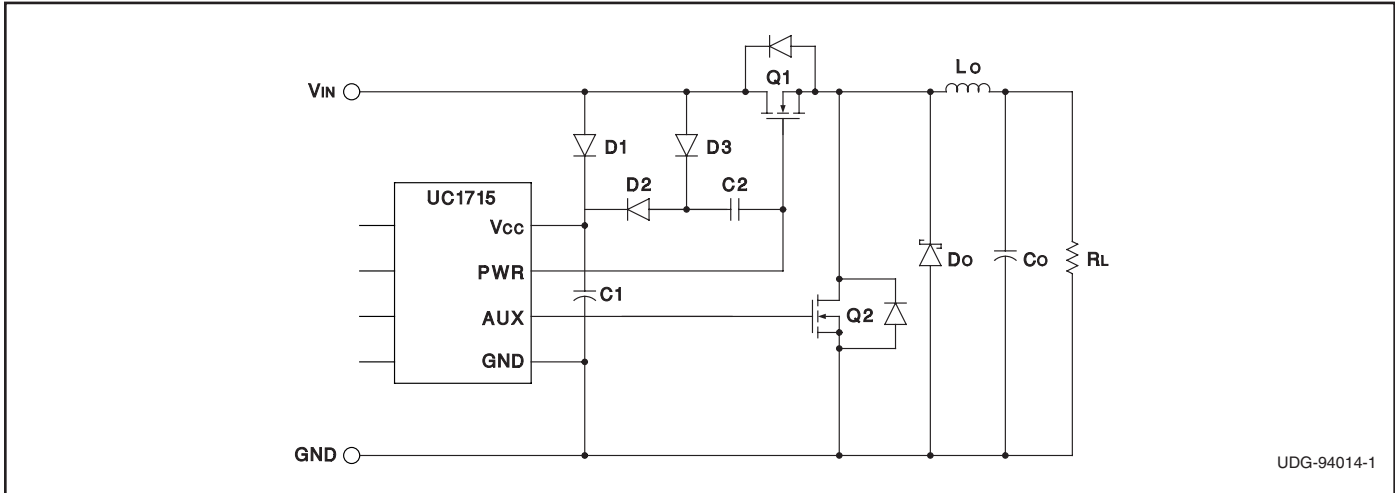 Q1
LO
VIN
D1
D3
D2
C2
UC1715
VCC
PWR
C1
AUX
GND
Q2
DO
CO
RL
GND
UDG-94014-1